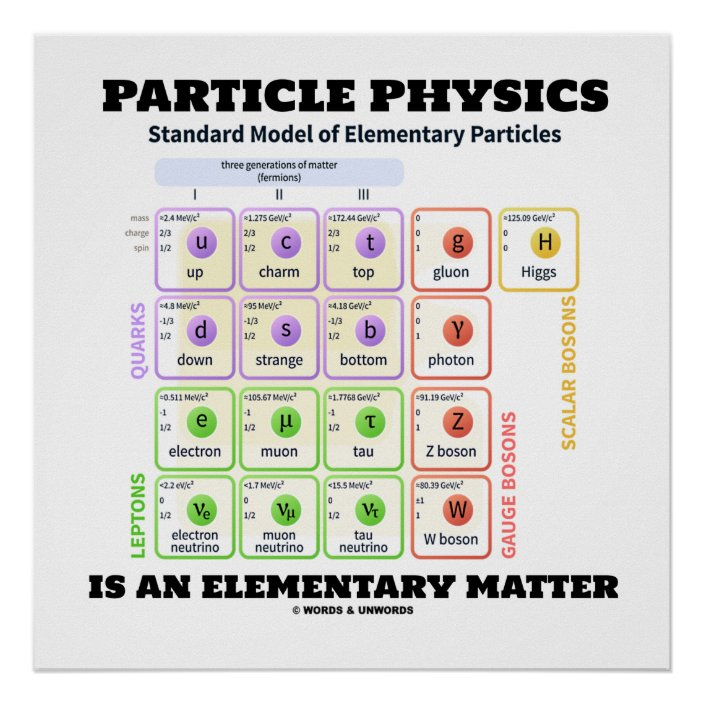 PARTICLE PHYSICS
Standard Model of Elementary Particles
three generations of matter
(fermions)
I II III
mass ≈2.4 MeV/c² ≈1.275 GeV/c² ≈172.44 GeV/c² 0 ≈125.09 GeV/c²
charge 2/3 2/3 2/3 0 0
spin 1/2 u 1/2 c 1/2 t 1 g 0 H
up charm top gluon Higgs
QUARKS
≈4.8 MeV/c² ≈95 MeV/c² ≈4.18 GeV/c² 0
-1/3 -1/3 -1/3 0
1/2 d 1/2 s 1/2 b 1 γ
down strange bottom photon
SCALAR BOSONS
≈0.511 MeV/c² ≈105.67 MeV/c² ≈1.7768 GeV/c² ≈91.19 GeV/c²
-1 -1 -1 0
1/2 e 1/2 μ 1/2 τ 1 Z
electron muon tau Z boson
LEPTONS
<2.2 eV/c² <1.7 MeV/c² <15.5 MeV/c² ≈80.39 GeV/c²
0 0 0 ±1
1/2 νe 1/2 νμ 1/2 ντ 1 W
electron muon tau W boson
neutrino neutrino neutrino
GAUGE BOSONS
IS AN ELEMENTARY MATTER
© WORDS & UNWORDS